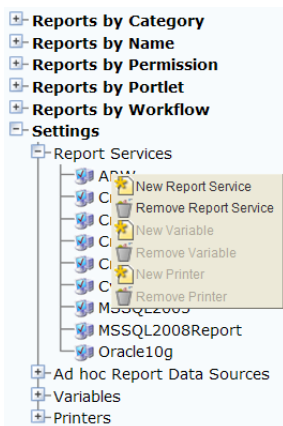 Reports by Category
Reports by Name
Reports by Permission
Reports by Portlet
Reports by Workflow
Settings
Report Services
New Report Service
Remove Report Service
New Variable
Remove Variable
New Printer
Remove Printer
MSSQL2005
MSSQL2008Report
Oracle10g
Ad hoc Report Data Sources
Variables
Printers